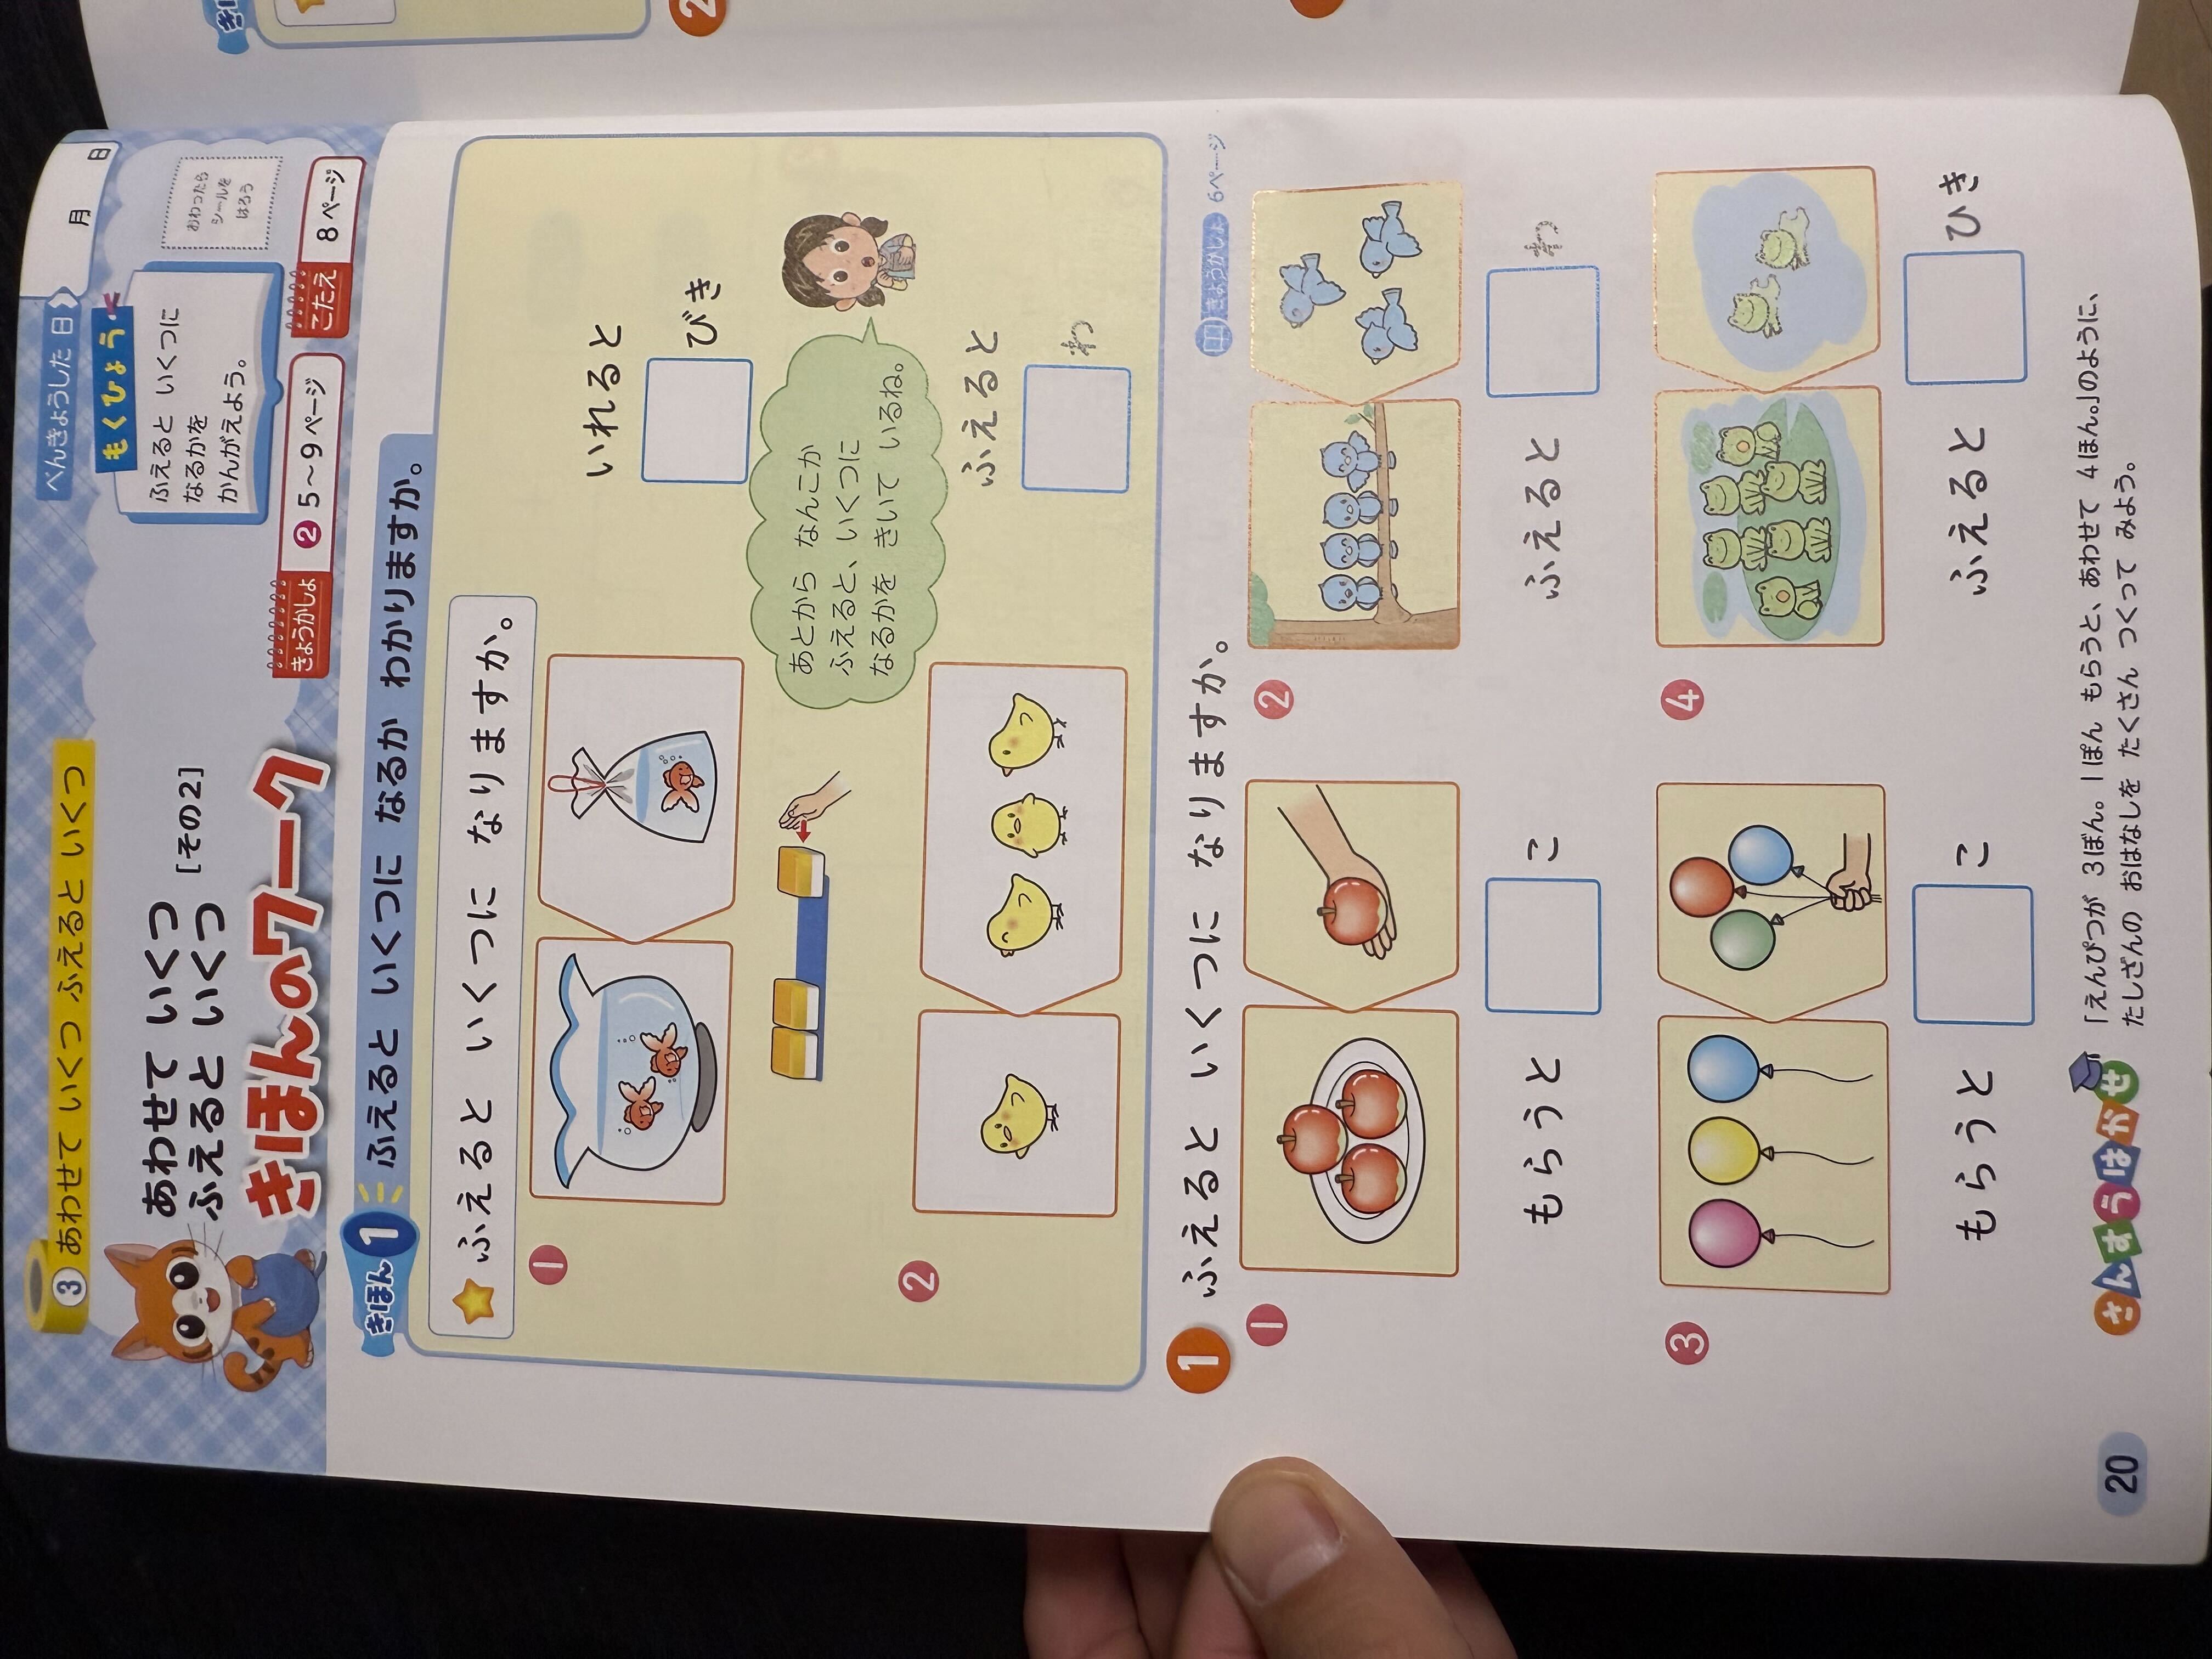 べんきょうした 日
月 日
③ あわせて いくつ ふえると いくつ
あわせて いくつ
ふえると いくつ [その2]
きほんのワーク
もくひょう
ふえると いくつに
なるかを
かんがえよう。
おわったら
シールを
はろう
きょうかしょ ❷ 5〜9ページ
こたえ 8ページ
きほん 1 ふえると いくつに なるか わかりますか。
ふえると いくつに なりますか。
❶
いれると
びき
あとから なんこか
ふえると、いくつに
なるかを きいて いるね。
❷
ふえると
わ
1 ふえると いくつに なりますか。
きょうかしょ 6ページ
❶
もらうと
こ
❷
ふえると
わ
❸
もらうと
こ
❹
ふえると
ひき
さんすうはかせ
「えんぴつが 3ぼん。1ぽん もらうと、あわせて 4ほん。」のように、
たしざんの おはなしを たくさん つくって みよう。
20
2